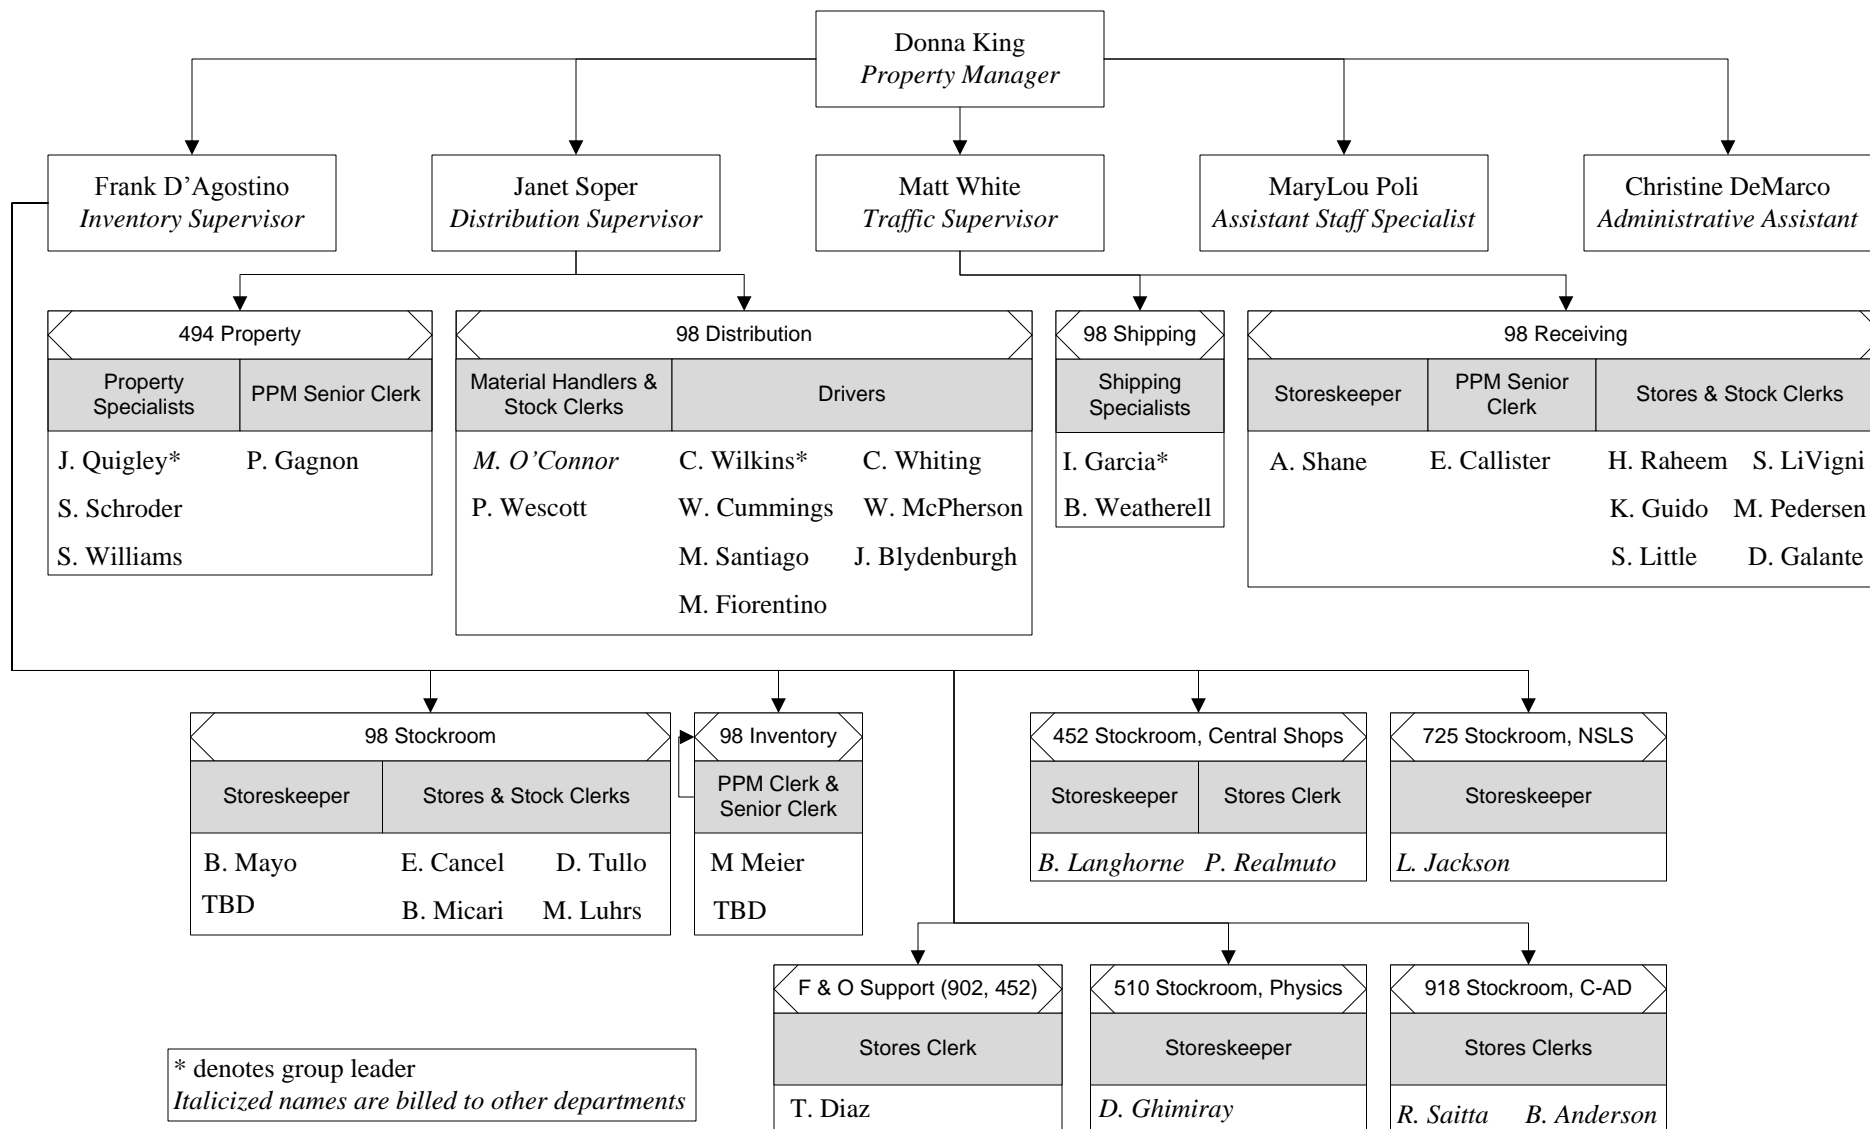 Donna King
Property Manager
Frank D’Agostino
Inventory Supervisor
Janet Soper
Distribution Supervisor
Matt White
Traffic Supervisor
MaryLou Poli
Assistant Staff Specialist
Christine DeMarco
Administrative Assistant
494 Property
Property
Specialists
PPM Senior Clerk
J. Quigley*
P. Gagnon
S. Schroder
S. Williams
98 Distribution
Material Handlers &
Stock Clerks
Drivers
M. O’Connor
C. Wilkins*
C. Whiting
P. Wescott
W. Cummings
W. McPherson
M. Santiago
J. Blydenburgh
M. Fiorentino
98 Shipping
Shipping
Specialists
I. Garcia*
B. Weatherell
98 Receiving
Storeskeeper
PPM Senior
Clerk
Stores & Stock Clerks
A. Shane
E. Callister
H. Raheem
S. LiVigni
K. Guido
M. Pedersen
S. Little
D. Galante
98 Stockroom
Storeskeeper
Stores & Stock Clerks
B. Mayo
E. Cancel
D. Tullo
TBD
B. Micari
M. Luhrs
98 Inventory
PPM Clerk &
Senior Clerk
M Meier
TBD
452 Stockroom, Central Shops
Storeskeeper
Stores Clerk
B. Langhorne
P. Realmuto
725 Stockroom, NSLS
Storeskeeper
L. Jackson
F & O Support (902, 452)
Stores Clerk
T. Diaz
510 Stockroom, Physics
Storeskeeper
D. Ghimiray
918 Stockroom, C-AD
Stores Clerks
R. Saitta
B. Anderson
* denotes group leader
Italicized names are billed to other departments